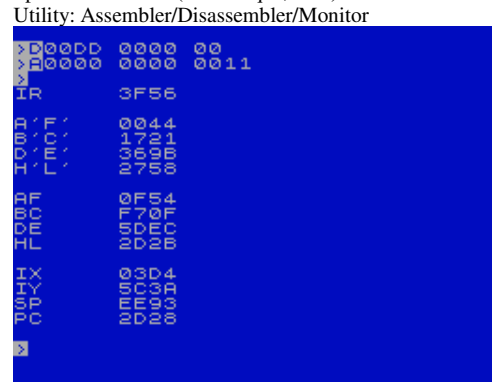 Utility: Assembler/Disassembler/Monitor
>D00DD 0000 00
>A0000 0000 0011
>
IR 3F56
A'F' 0044
B'C' 1721
D'E' 369B
H'L' 2758
AF 0F54
BC F70F
DE 5DEC
HL 2D2B
IX 03D4
IY 5C3A
SP EE93
PC 2D28
>